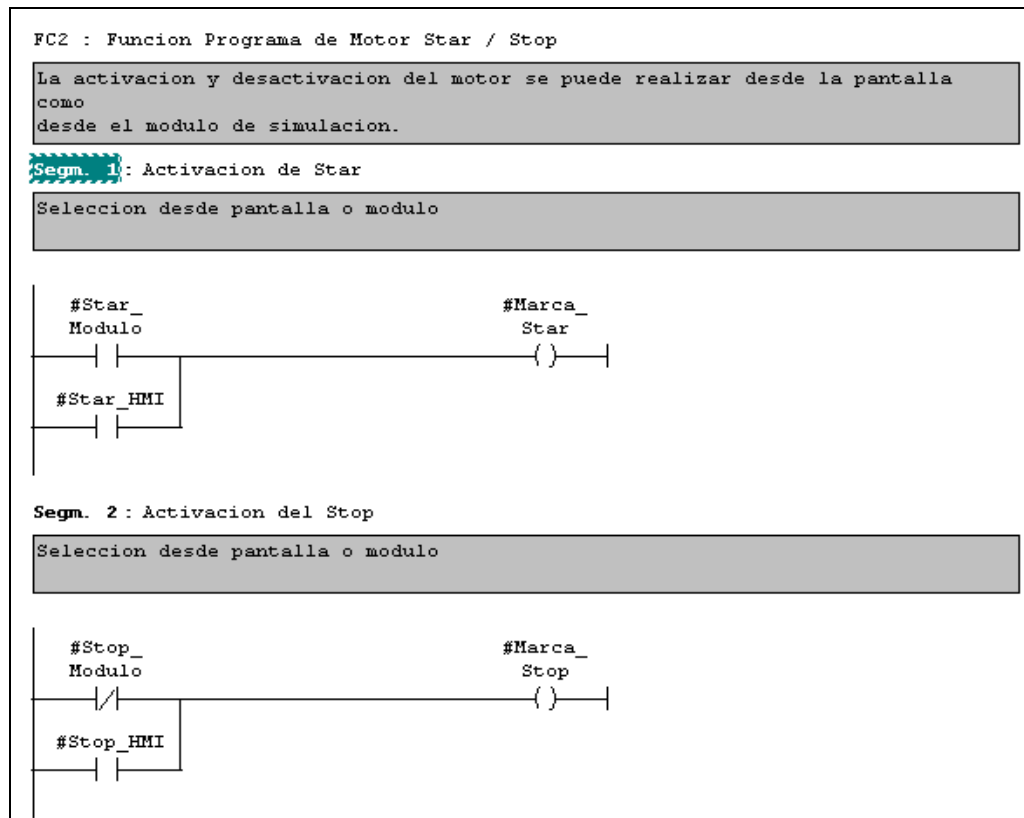 FC2 : Funcion Programa de Motor Star / Stop
La activacion y desactivacion del motor se puede realizar desde la pantalla
como
desde el modulo de simulacion.
Segm. 1: Activacion de Star
Seleccion desde pantalla o modulo
#Star_
Modulo
#Marca_
Star
#Star_HMI
Segm. 2 : Activacion del Stop
Seleccion desde pantalla o modulo
#Stop_
Modulo
#Marca_
Stop
#Stop_HMI